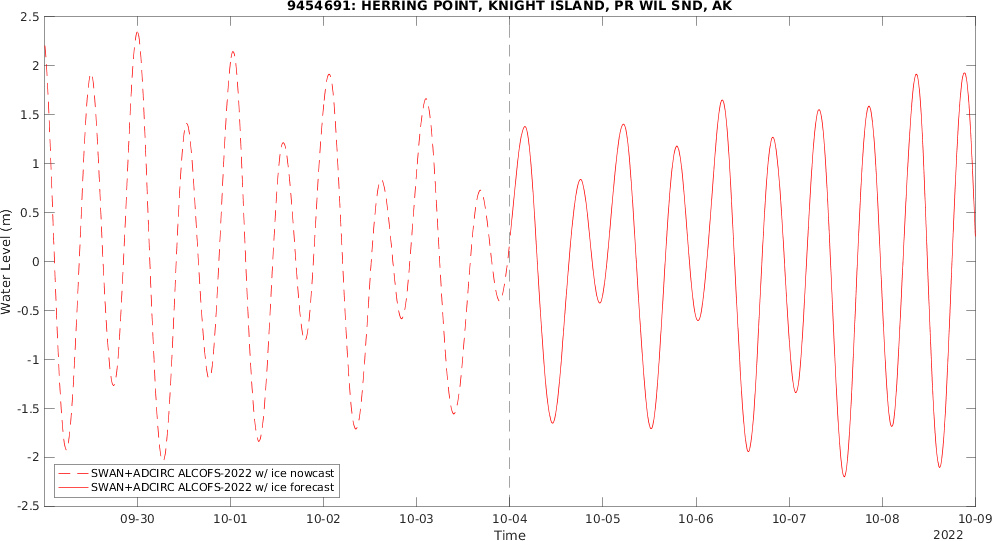 9454691: HERRING POINT, KNIGHT ISLAND, PR WIL SND, AK
2.5
2
1.5
1
0.5
0
-0.5
-1
-1.5
-2
-2.5
Water Level (m)
SWAN+ADCIRC ALCOFS-2022 w/ ice nowcast
SWAN+ADCIRC ALCOFS-2022 w/ ice forecast
09-30 10-01 10-02 10-03 10-04 10-05 10-06 10-07 10-08 10-09
Time
2022